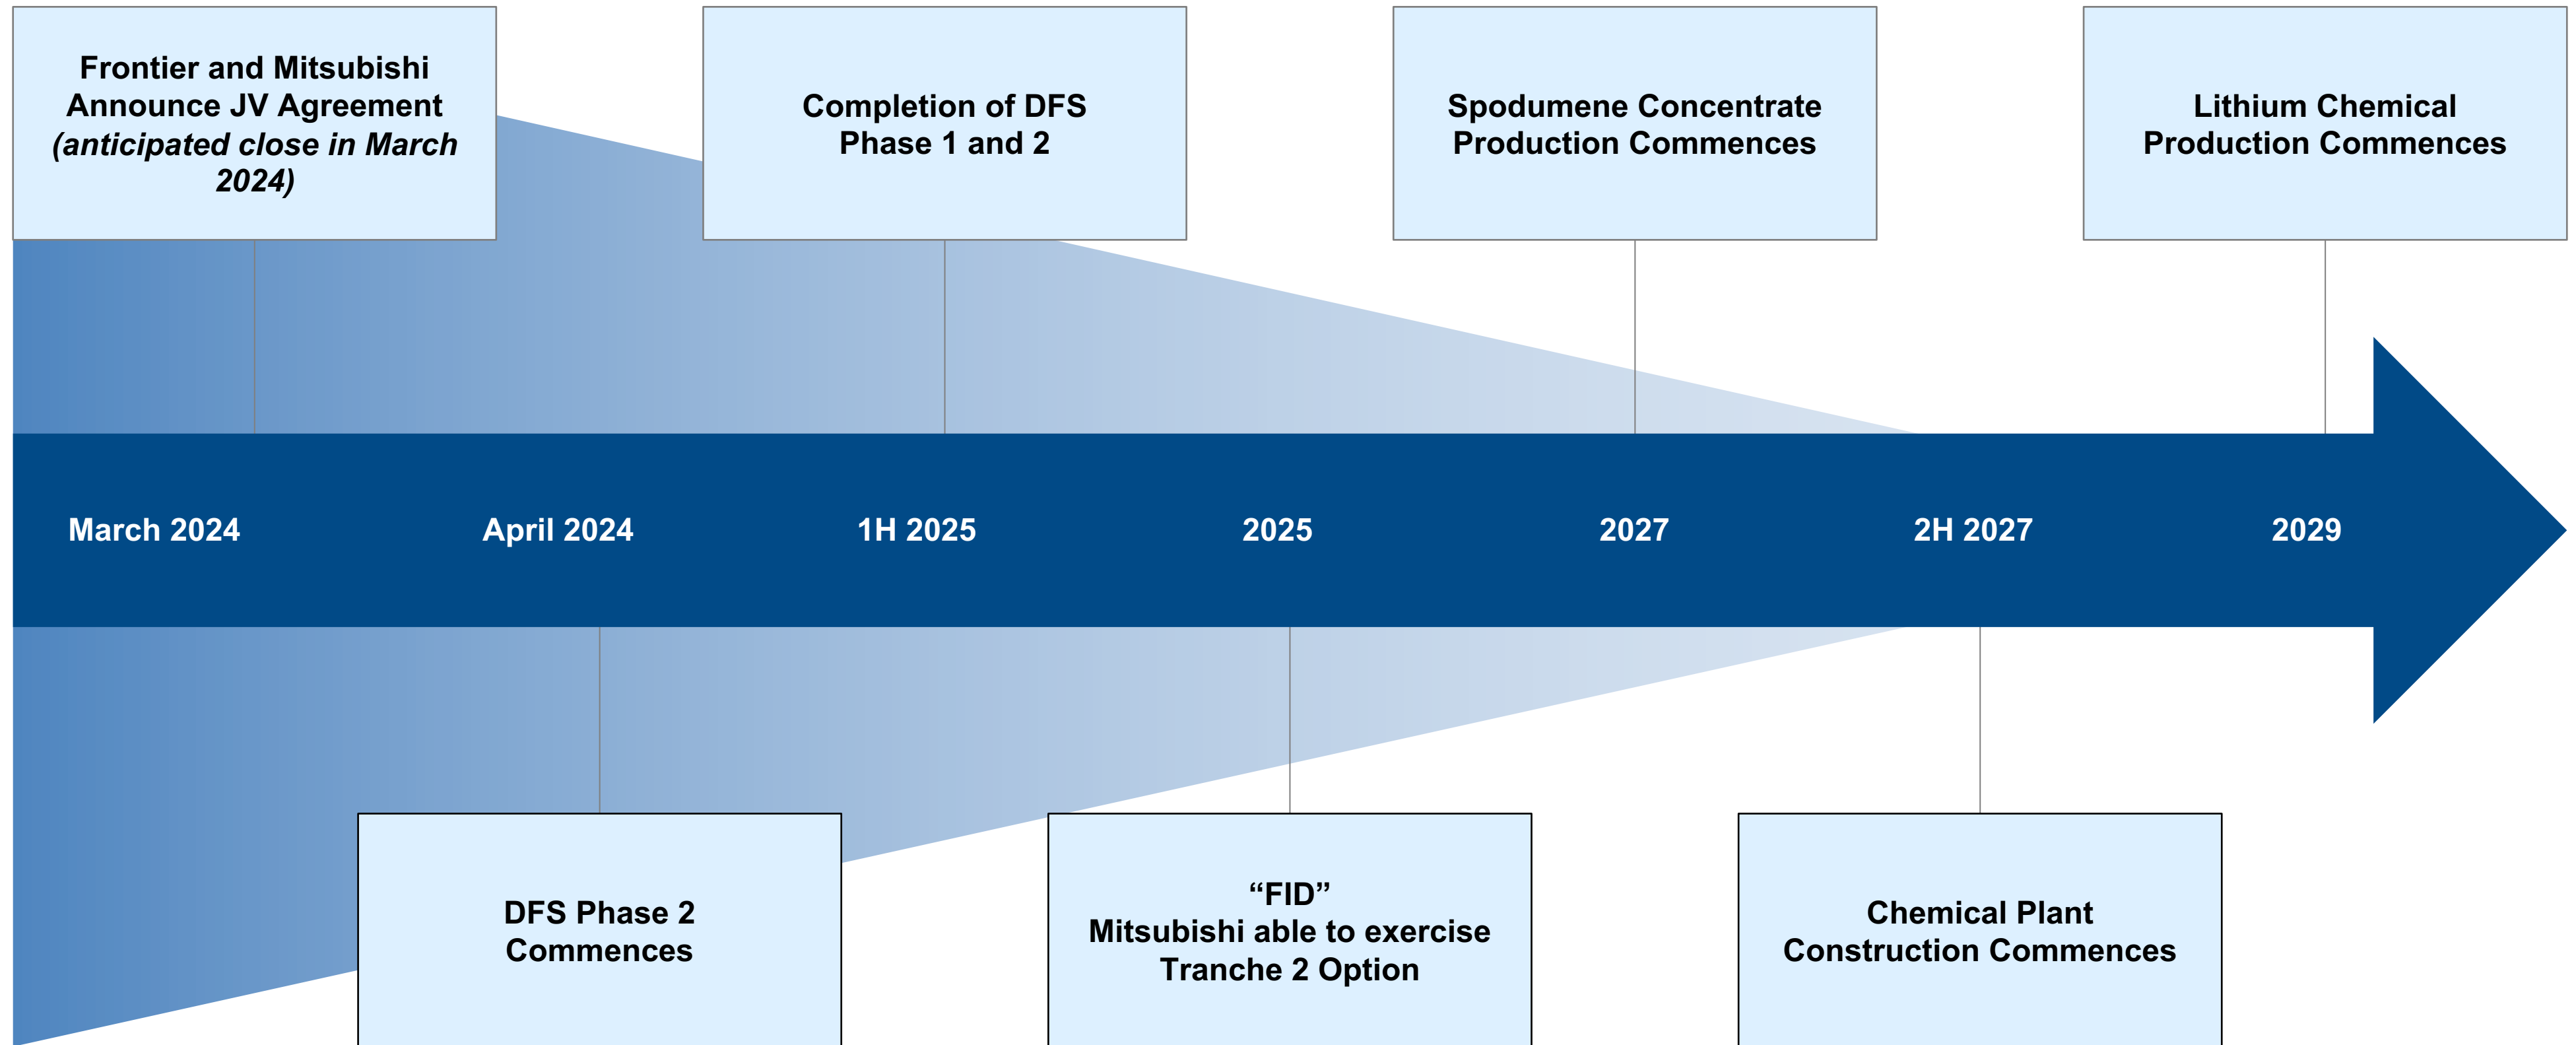 Frontier and Mitsubishi
Announce JV Agreement
(anticipated close in March
2024)
Completion of DFS
Phase 1 and 2
Spodumene Concentrate
Production Commences
Lithium Chemical
Production Commences
March 2024
April 2024
1H 2025
2025
2027
2H 2027
2029
DFS Phase 2
Commences
“FID”
Mitsubishi able to exercise
Tranche 2 Option
Chemical Plant
Construction Commences